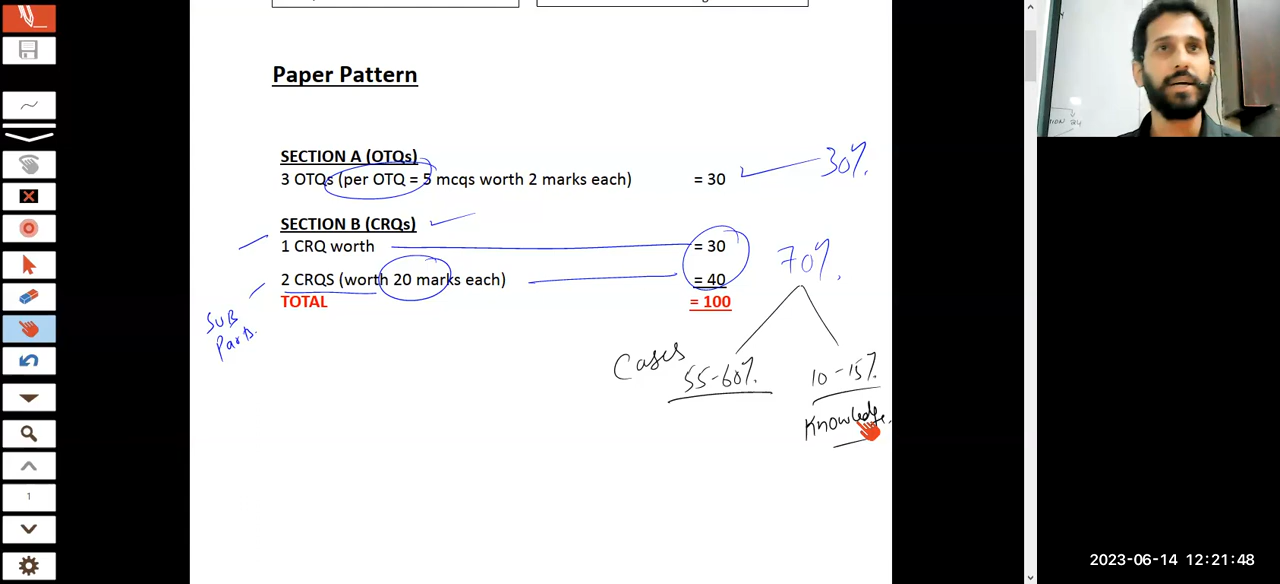 Paper Pattern
SECTION A (OTQs)
3 OTQs (per OTQ = 5 mcqs worth 2 marks each) = 30
30%
SECTION B (CRQs)
1 CRQ worth = 30
70%
2 CRQS (worth 20 marks each) = 40
TOTAL = 100
SUB
Parts.
Cases
55-60%
10-15%
Knowledge.
1
2023-06-14 12:21:48